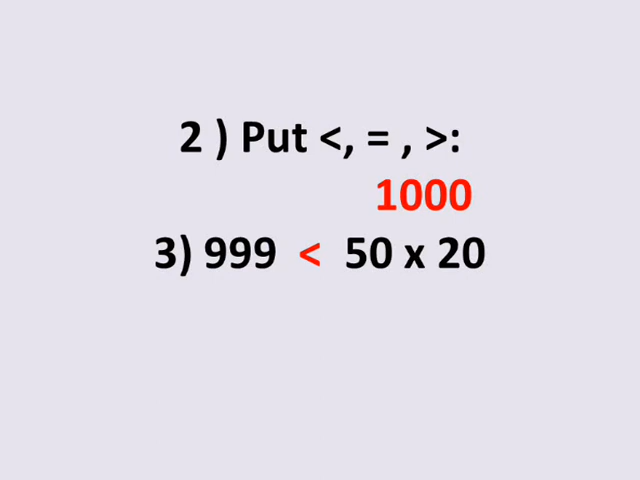 2 ) Put <, = , >:
1000
3) 999 < 50 x 20